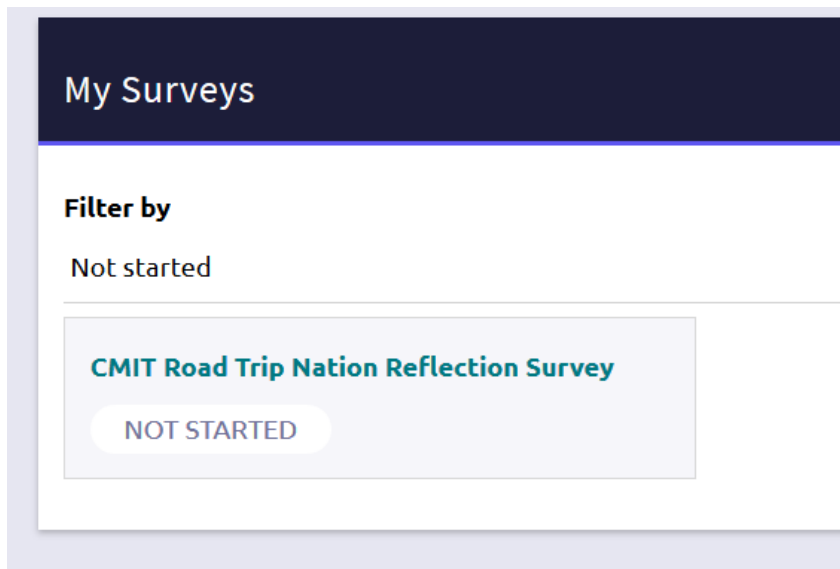 My Surveys
Filter by
Not started
CMIT Road Trip Nation Reflection Survey
NOT STARTED